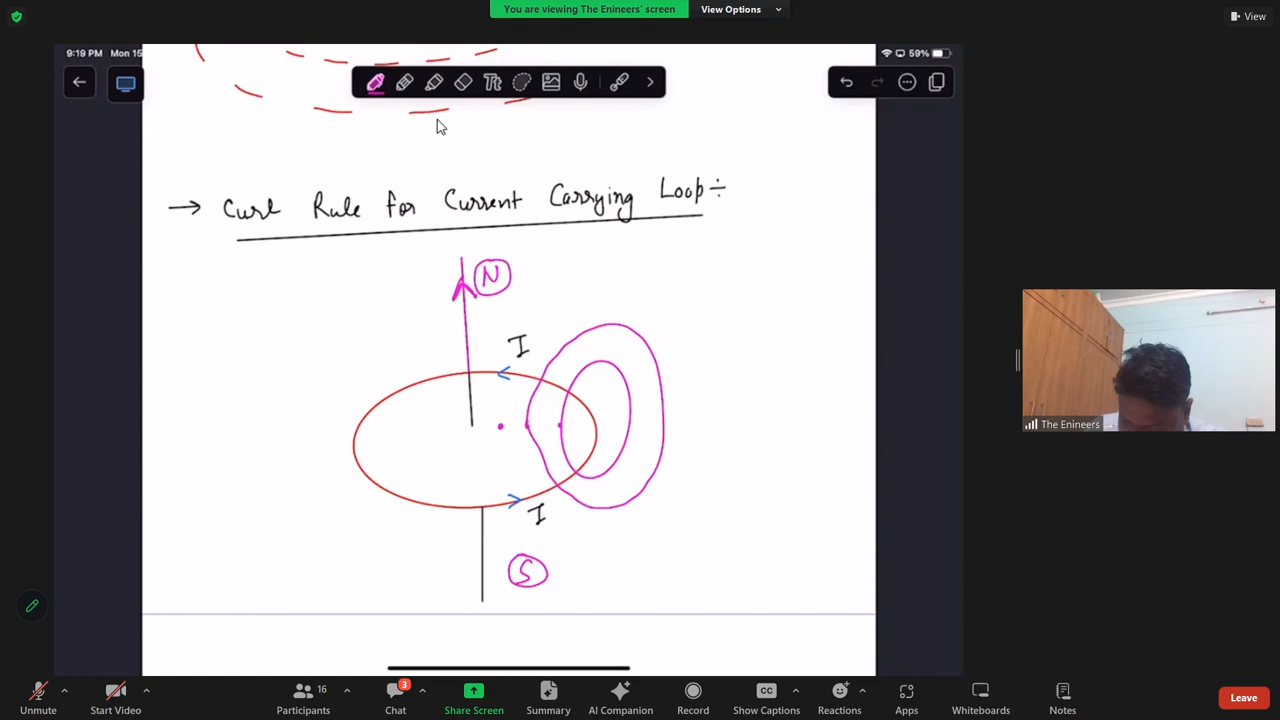 You are viewing The Enineers' screen
View Options
View
9:19 PM Mon 15
59%
Tt
→ Curl Rule for Current Carrying Loop÷
N
I
I
S
The Enineers
Unmute
Start Video
16
Participants
3
Chat
Share Screen
Summary
AI Companion
Record
CC
Show Captions
Reactions
Apps
Whiteboards
Notes
Leave